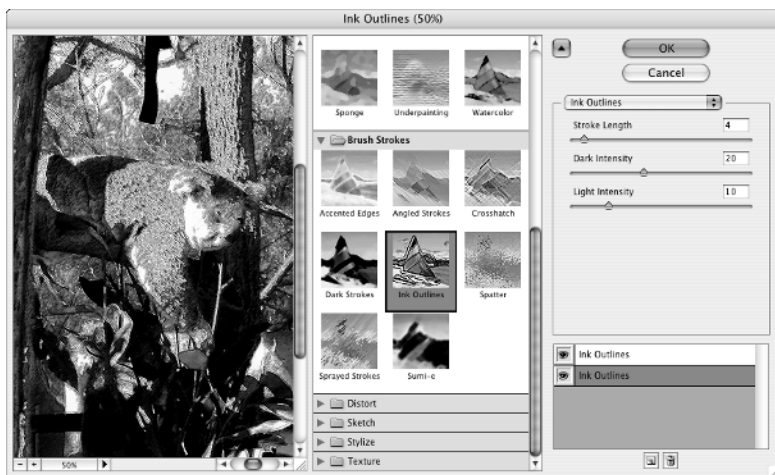 Ink Outlines (50%)
Sponge Underpainting Watercolor
Brush Strokes
Accented Edges Angled Strokes Crosshatch
Dark Strokes Ink Outlines Spatter
Sprayed Strokes Sumi-e
Distort
Sketch
Stylize
Texture
- + 50%
OK
Cancel
Ink Outlines
Stroke Length 4
Dark Intensity 20
Light Intensity 10
Ink Outlines
Ink Outlines